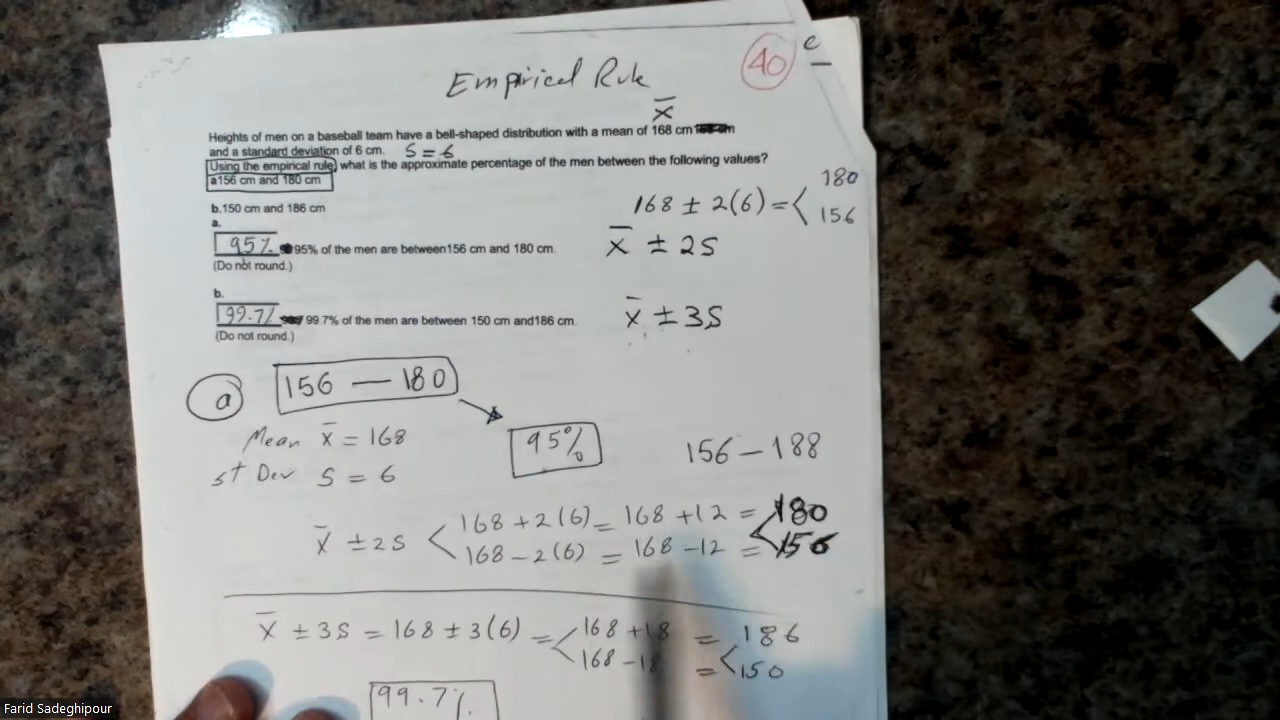 Empirical Rule
40
c
x̄
Heights of men on a baseball team have a bell-shaped distribution with a mean of 168 cm
and a standard deviation of 6 cm. S = 6
Using the empirical rule, what is the approximate percentage of the men between the following values?
a 156 cm and 180 cm
168 ± 2(6) = < 180
156
b. 150 cm and 186 cm
a.
95% 95% of the men are between156 cm and 180 cm.
x̄ ± 2S
(Do not round.)
b.
99.7% 99.7% of the men are between 150 cm and186 cm.
x̄ ± 3S
(Do not round.)
a 156 — 180
Mean x̄ = 168
95%
156 – 188
st Dev S = 6
x̄ ± 2S < 168 + 2(6) = 168 + 12 = 180
168 – 2(6) = 168 – 12 = 156
x̄ ± 3S = 168 ± 3(6) = < 168 + 18 = 186
168 – 18 = 150
99.7%
Farid Sadeghipour